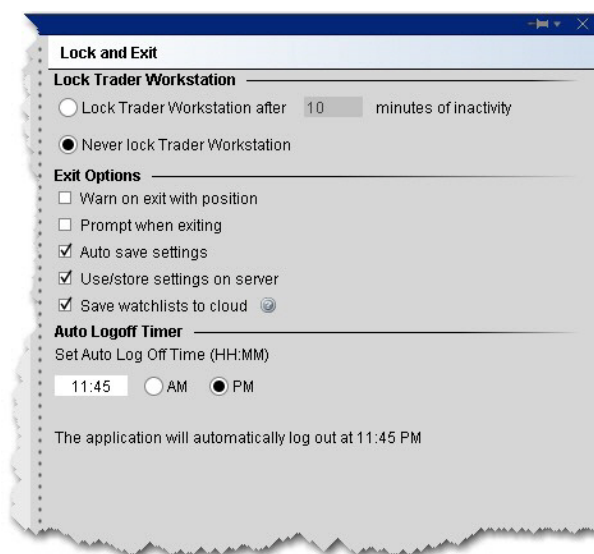 Lock and Exit
Lock Trader Workstation
Lock Trader Workstation after 10 minutes of inactivity
Never lock Trader Workstation
Exit Options
Warn on exit with position
Prompt when exiting
Auto save settings
Use/store settings on server
Save watchlists to cloud ?
Auto Logoff Timer
Set Auto Log Off Time (HH:MM)
11:45 AM PM
The application will automatically log out at 11:45 PM